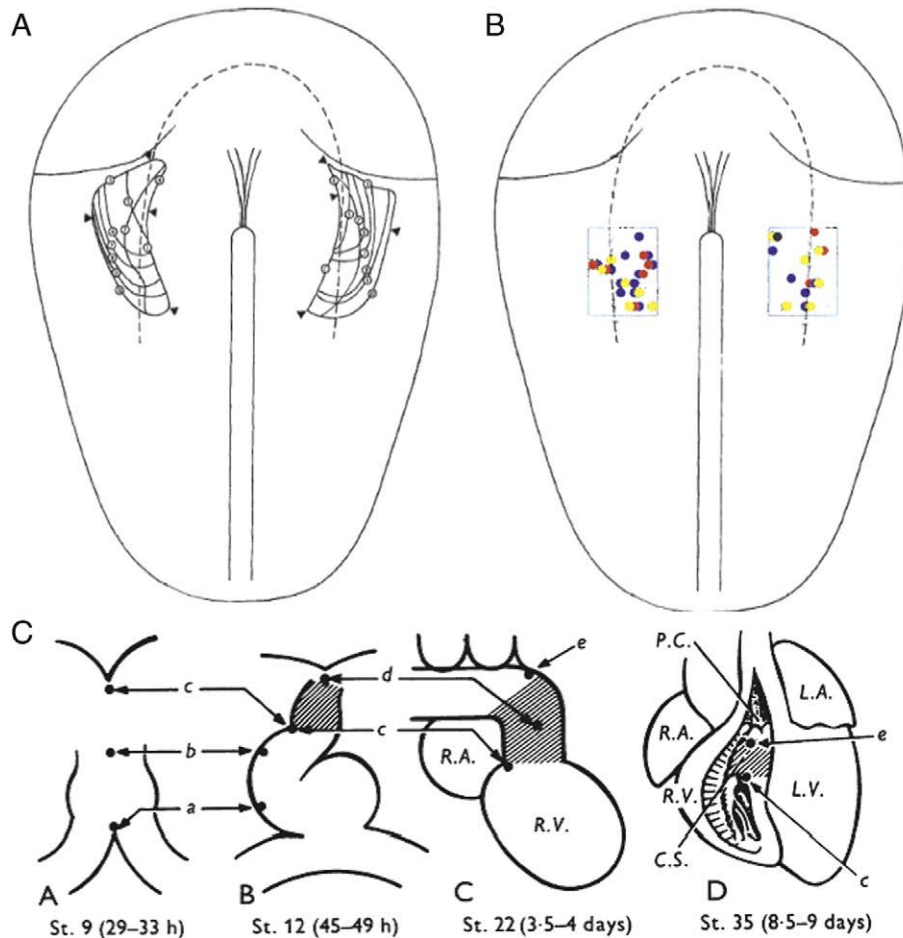 A
B
C
c
b
a
A
St. 9 (29–33 h)
d
c
B
St. 12 (45–49 h)
e
R.A.
R.V.
C
St. 22 (3·5–4 days)
P.C.
L.A.
R.A.
e
R.V.
L.V.
C.S.
c
D
St. 35 (8·5–9 days)